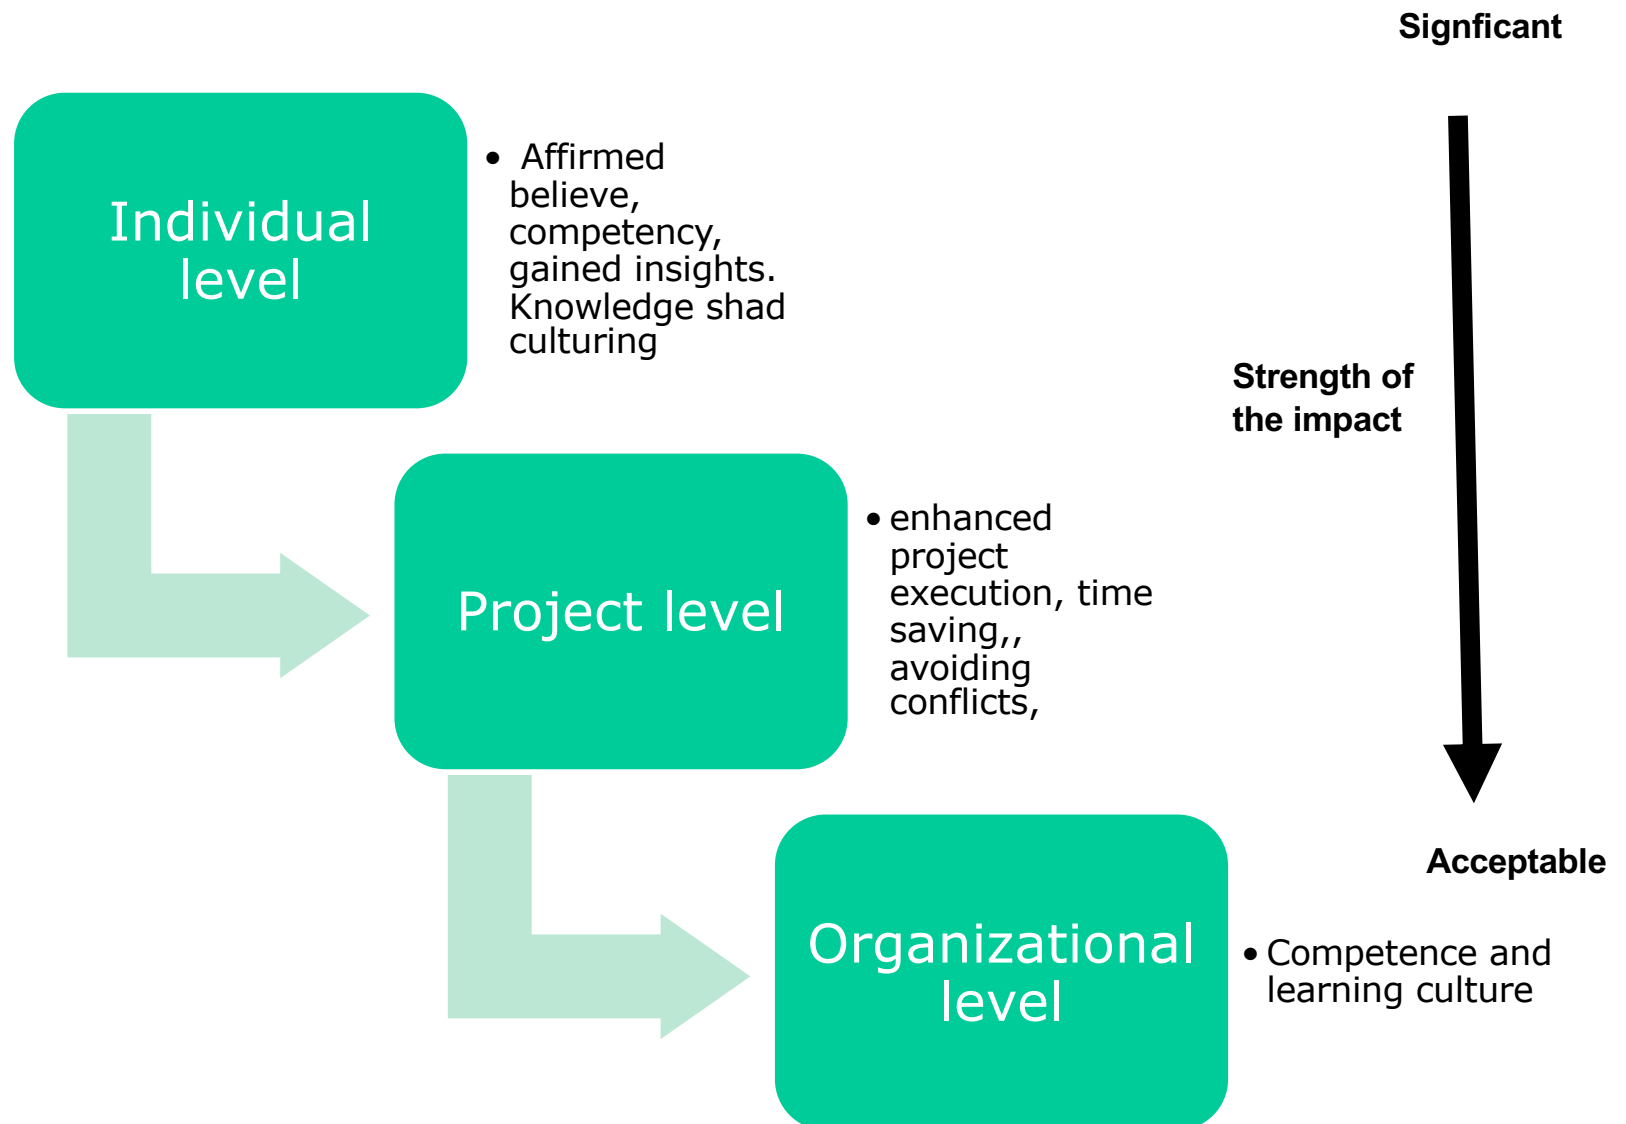 Signficant
Individual
level
• Affirmed
believe,
competency,
gained insights.
Knowledge shad
culturing
Strength of
the impact
Project level
• enhanced
project
execution, time
saving,,
avoiding
conflicts,
Acceptable
Organizational
level
• Competence and
learning culture